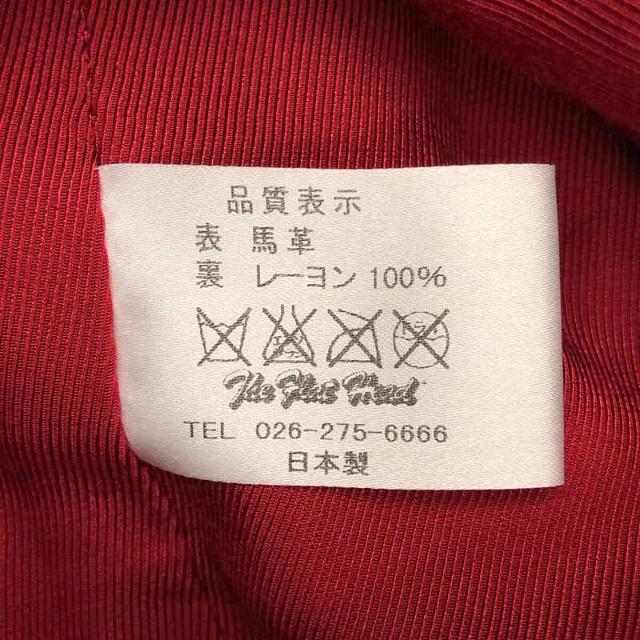 品質表示
表 馬革
裏 レーヨン 100%
The Flat Head
TEL 026-275-6666
日本製